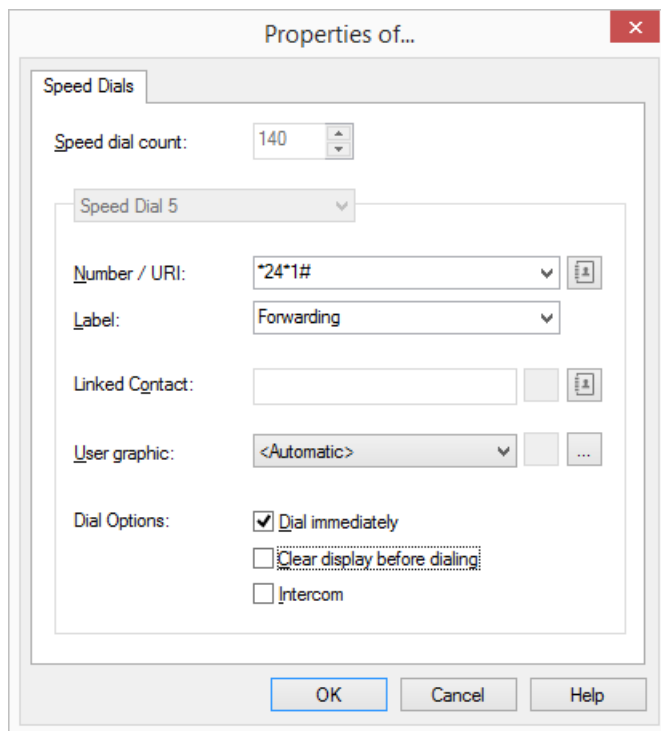 Properties of...
Speed Dials
Speed dial count: 140
Speed Dial 5
Number / URI: *24*1#
Label: Forwarding
Linked Contact:
User graphic: <Automatic> ...
Dial Options: Dial immediately
Clear display before dialing
Intercom
OK Cancel Help